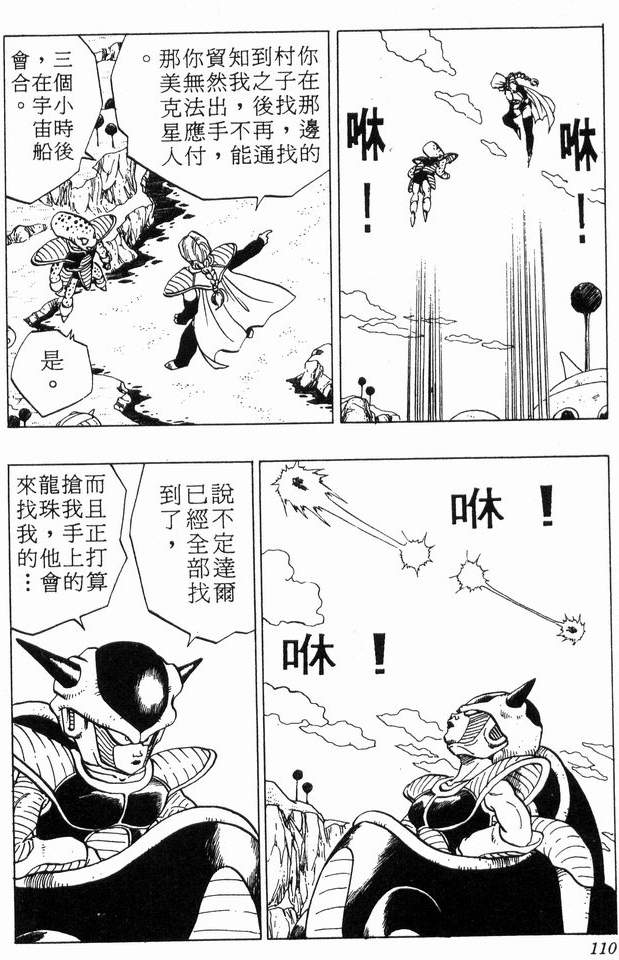 咻！
咻！
你在那邊的
村子找，找
到之後再通
知我，不能
貿然出手，
你無法應付
那美克星人
。
三個小時後
，在宇宙船
會合。
是。
咻！
咻！
說不定達爾
已經全部找
到了，
而且正打算
搶我手上的
龍珠，他會
來找我的…
110